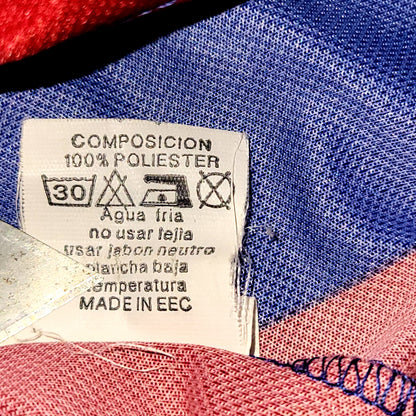 COMPOSICION
100% POLIESTER
30
Agua fria
no usar lejia
usar jabon neutro
plancha baja
temperatura
MADE IN EEC